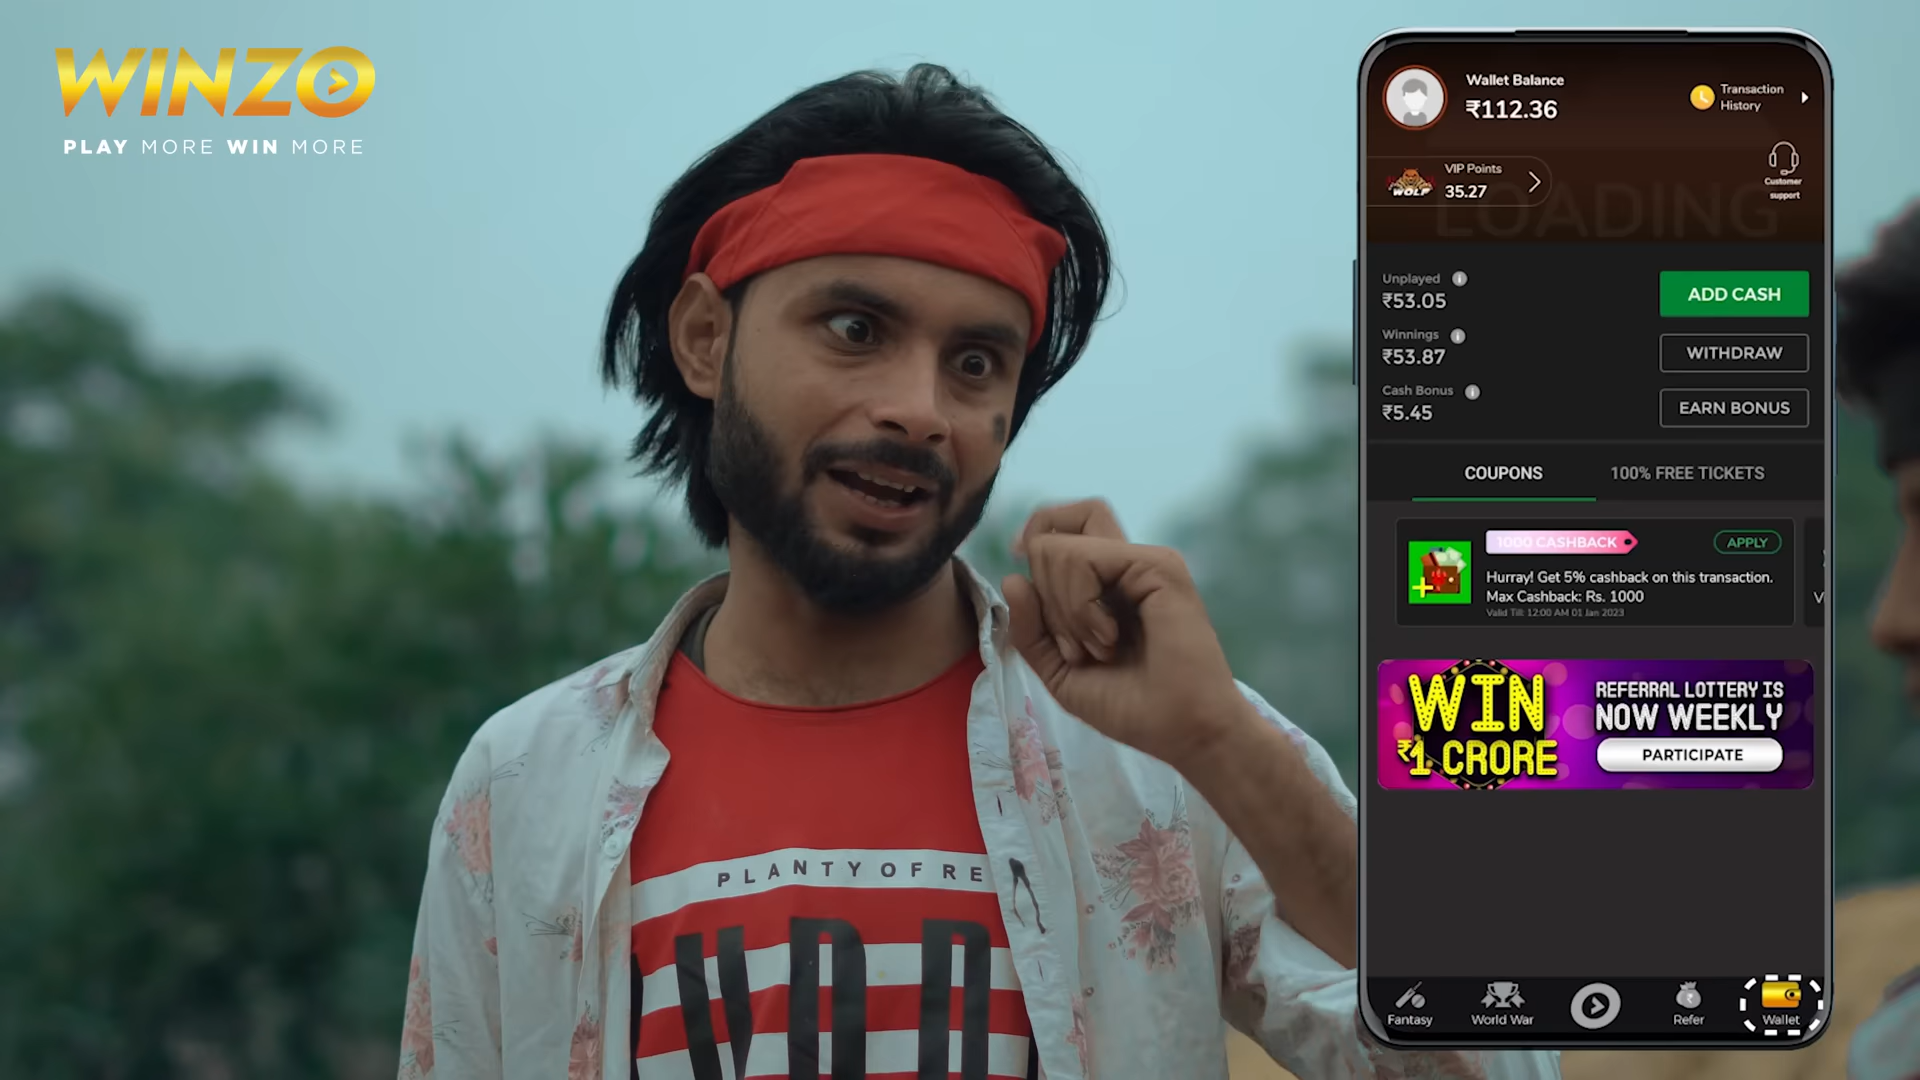 WINZO
PLAY MORE WIN MORE
PLANTYOFRE
Wallet Balance
₹112.36
Transaction
History
WOLF
VIP Points
35.27
Customer
support
LOADING
Unplayed
₹53.05
ADD CASH
Winnings
₹53.87
WITHDRAW
Cash Bonus
₹5.45
EARN BONUS
COUPONS
100% FREE TICKETS
1000 CASHBACK
APPLY
Hurray! Get 5% cashback on this transaction.
Max Cashback: Rs. 1000
Valid Till: 12:00 AM 01 Jan 2023
WIN
₹1 CRORE
REFERRAL LOTTERY IS
NOW WEEKLY
PARTICIPATE
Fantasy
World War
Refer
Wallet